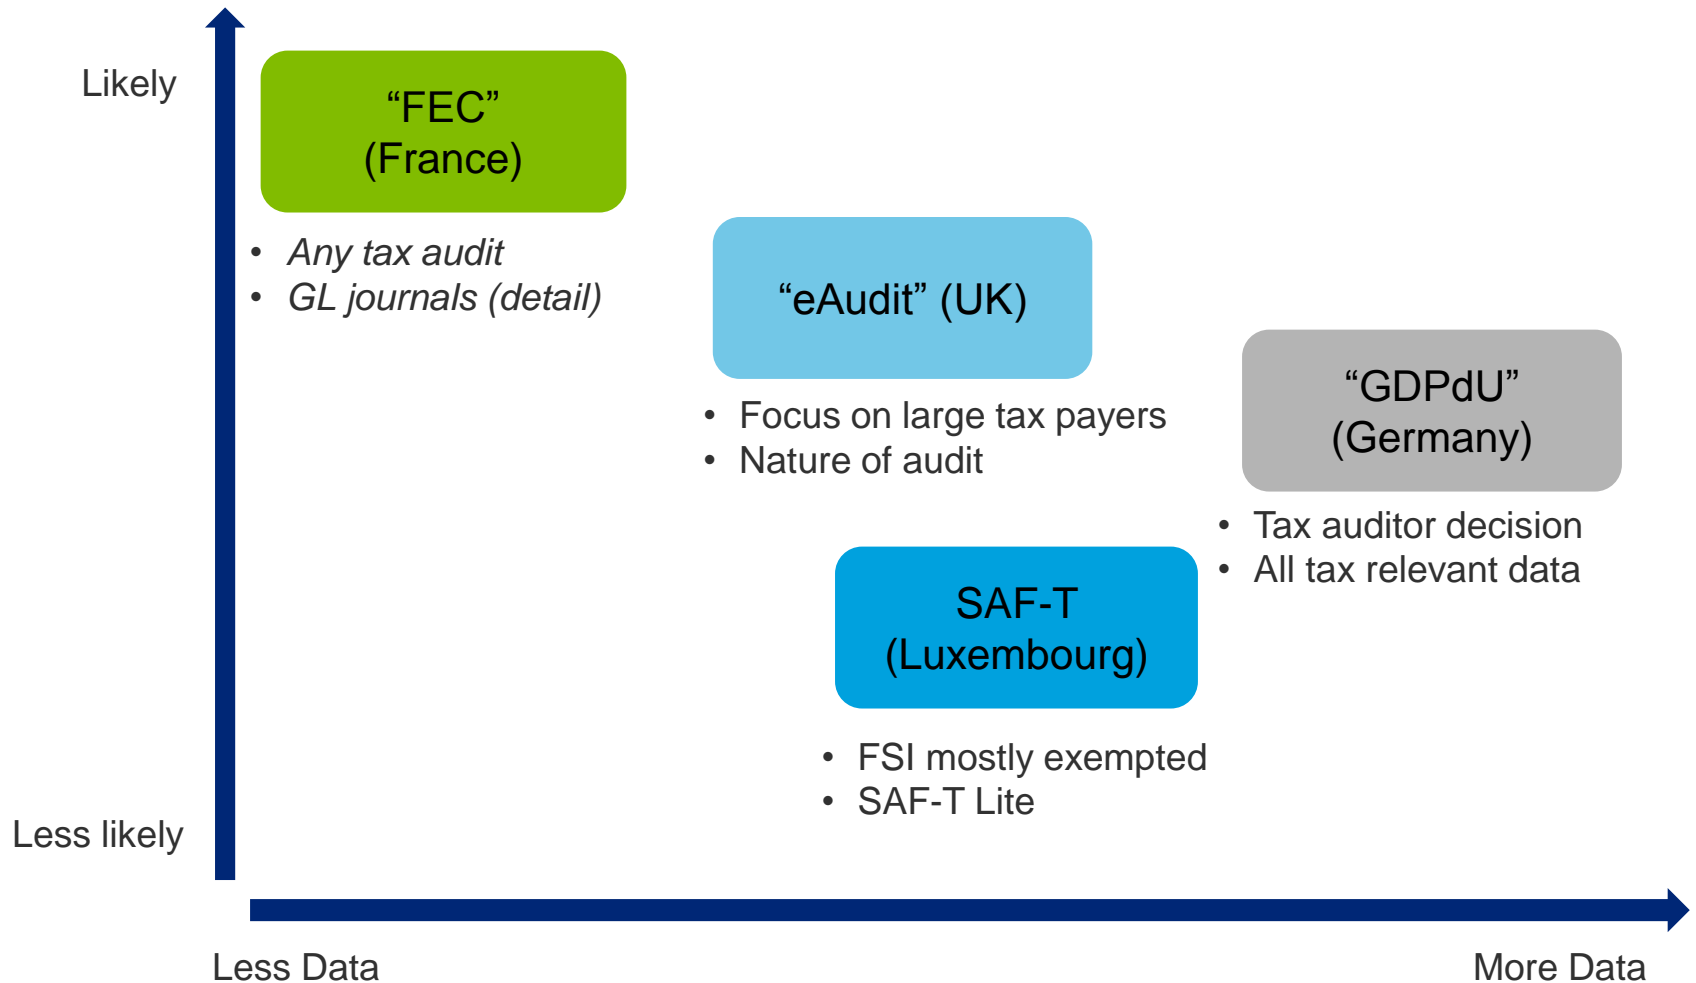 Likely
“FEC”
(France)
• Any tax audit
• GL journals (detail)
“eAudit” (UK)
• Focus on large tax payers
• Nature of audit
“GDPdU”
(Germany)
• Tax auditor decision
• All tax relevant data
SAF-T
(Luxembourg)
• FSI mostly exempted
• SAF-T Lite
Less likely
Less Data
More Data